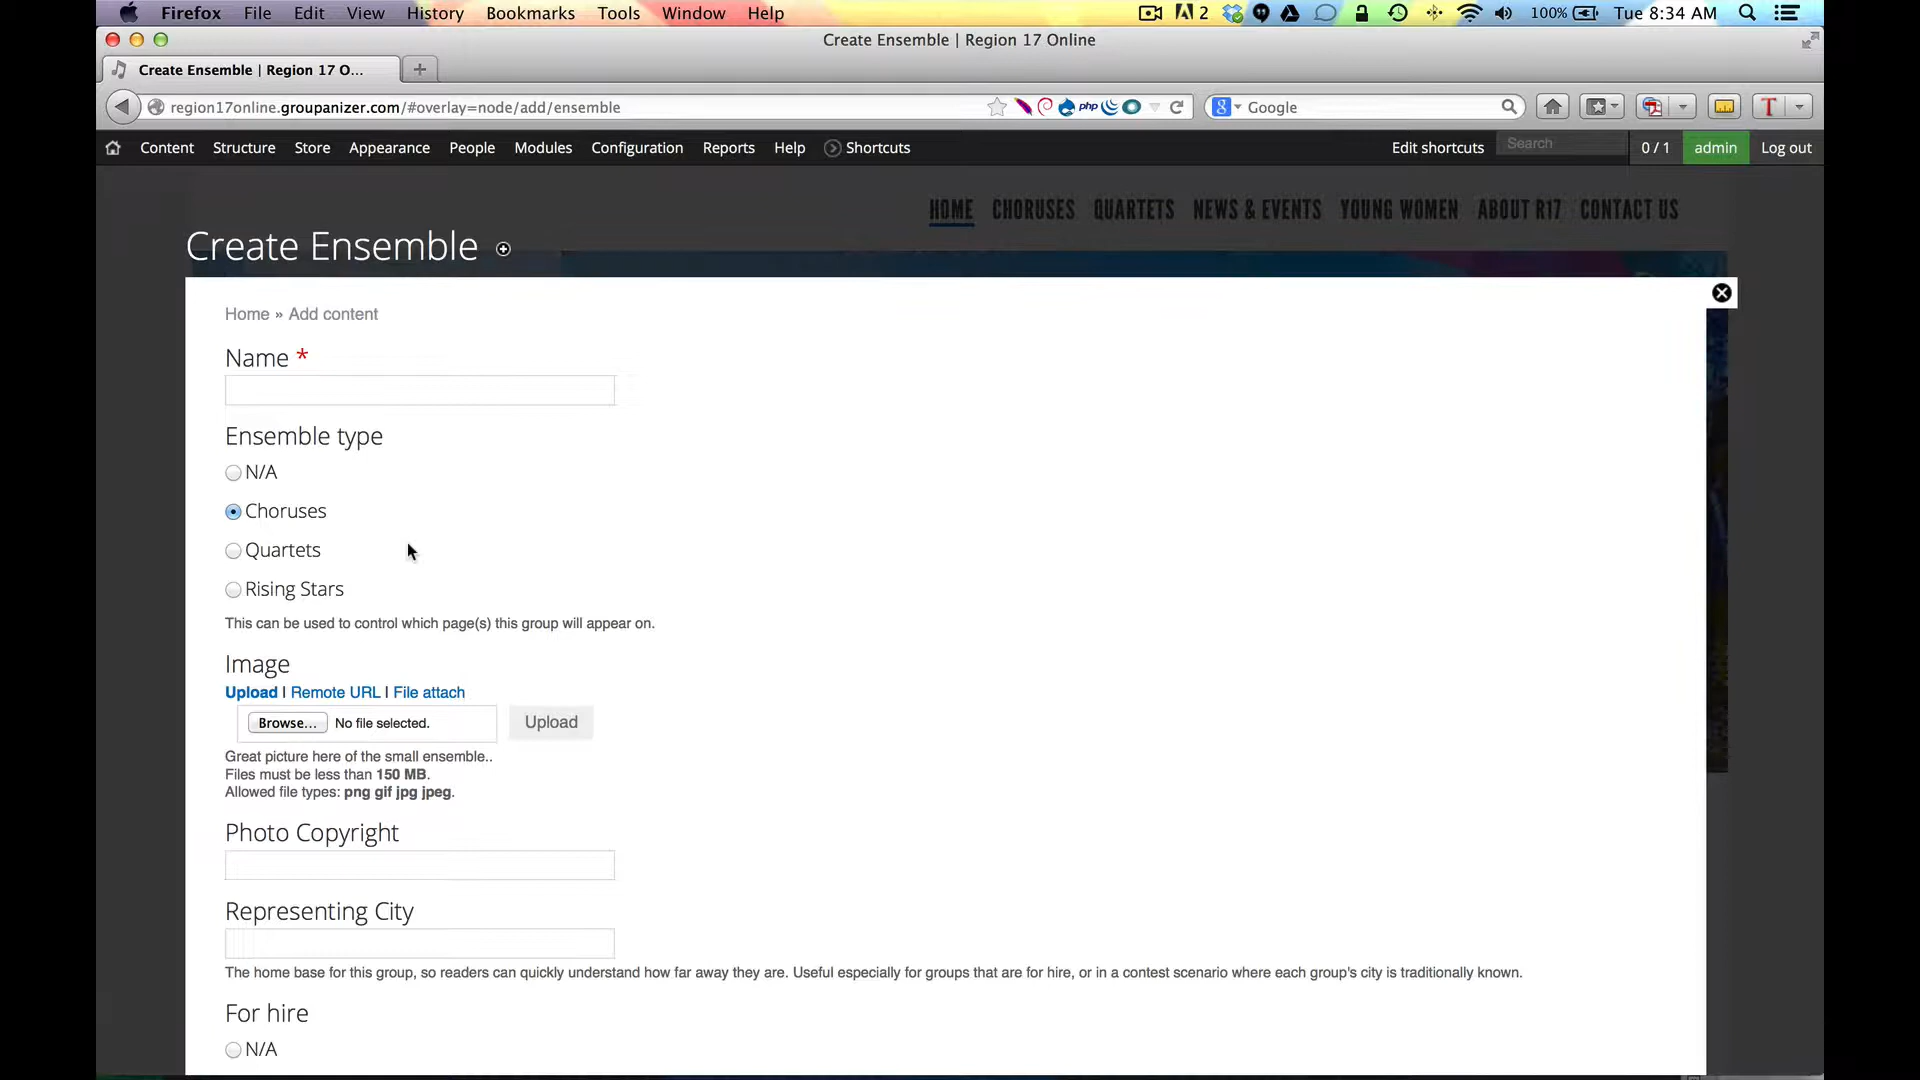 Firefox File Edit View History Bookmarks Tools Window Help 2 100% Tue 8:34 AM
Create Ensemble | Region 17 Online
Create Ensemble | Region 17 O...
region17online.groupanizer.com/#overlay=node/add/ensemble php Google
Content Structure Store Appearance People Modules Configuration Reports Help Shortcuts Edit shortcuts Search 0 / 1 admin Log out
HOME CHORUSES QUARTETS NEWS & EVENTS YOUNG WOMEN ABOUT R17 CONTACT US
Create Ensemble
Home » Add content
Name *
Ensemble type
N/A
Choruses
Quartets
Rising Stars
This can be used to control which page(s) this group will appear on.
Image
Upload | Remote URL | File attach
Browse... No file selected. Upload
Great picture here of the small ensemble..
Files must be less than 150 MB.
Allowed file types: png gif jpg jpeg.
Photo Copyright
Representing City
The home base for this group, so readers can quickly understand how far away they are. Useful especially for groups that are for hire, or in a contest scenario where each group's city is traditionally known.
For hire
N/A